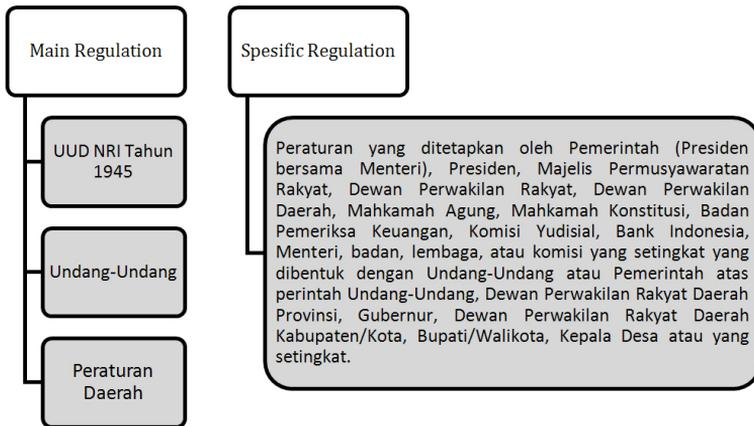 Main Regulation
UUD NRI Tahun
1945
Undang-Undang
Peraturan
Daerah
Spesific Regulation
Peraturan yang ditetapkan oleh Pemerintah (Presiden
bersama Menteri), Presiden, Majelis Permusyawaratan
Rakyat, Dewan Perwakilan Rakyat, Dewan Perwakilan
Daerah, Mahkamah Agung, Mahkamah Konstitusi, Badan
Pemeriksa Keuangan, Komisi Yudisial, Bank Indonesia,
Menteri, badan, lembaga, atau komisi yang setingkat yang
dibentuk dengan Undang-Undang atau Pemerintah atas
perintah Undang-Undang, Dewan Perwakilan Rakyat Daerah
Provinsi, Gubernur, Dewan Perwakilan Rakyat Daerah
Kabupaten/Kota, Bupati/Walikota, Kepala Desa atau yang
setingkat.